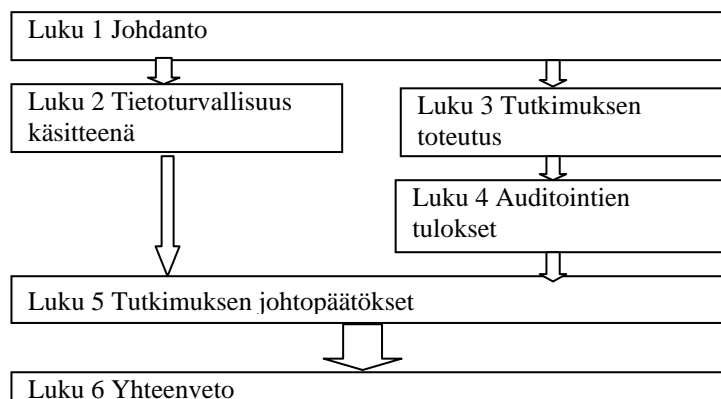 Luku 1 Johdanto
Luku 2 Tietoturvallisuus
käsitteenä
Luku 3 Tutkimuksen
toteutus
Luku 4 Auditointien
tulokset
Luku 5 Tutkimuksen johtopäätökset
Luku 6 Yhteenveto